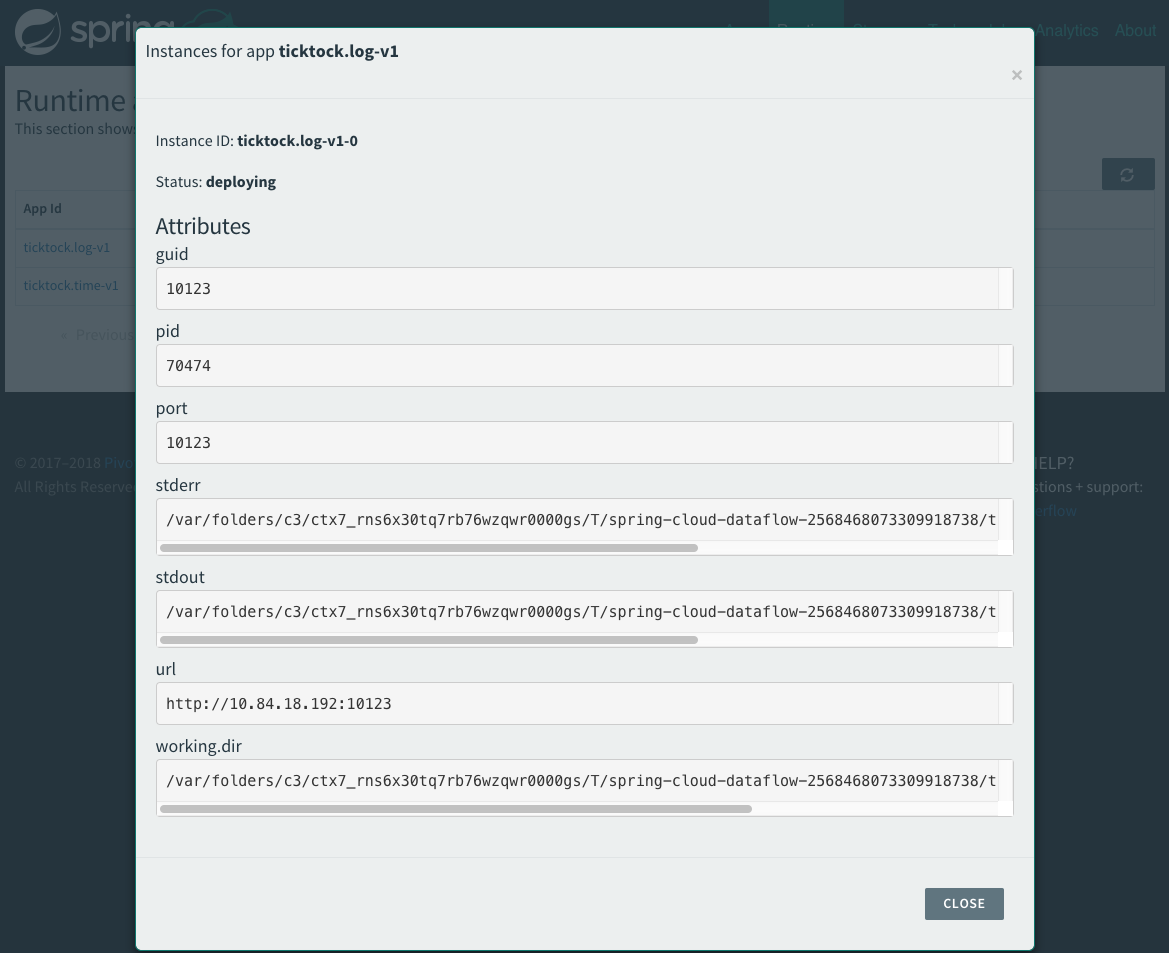 spring
Analytics
About
Instances for app ticktock.log-v1
×
Runtime
This section shows
Instance ID: ticktock.log-v1-0
Status: deploying
App Id
ticktock.log-v1
ticktock.time-v1
« Previous
Attributes
guid
10123
pid
70474
port
10123
© 2017–2018 Pivo
All Rights Reserve
HELP?
stions + support:
erflow
stderr
/var/folders/c3/ctx7_rns6x30tq7rb76wzqwr0000gs/T/spring-cloud-dataflow-2568468073309918738/t
stdout
/var/folders/c3/ctx7_rns6x30tq7rb76wzqwr0000gs/T/spring-cloud-dataflow-2568468073309918738/t
url
http://10.84.18.192:10123
working.dir
/var/folders/c3/ctx7_rns6x30tq7rb76wzqwr0000gs/T/spring-cloud-dataflow-2568468073309918738/t
CLOSE